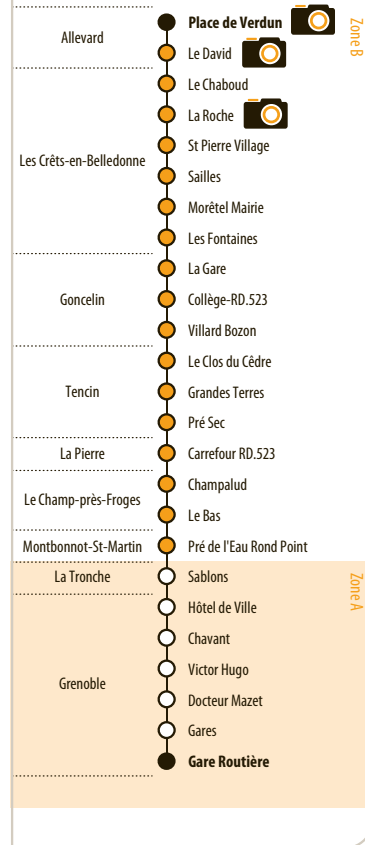 Allevard
Place de Verdun
Zone B
Le David
Les Crêts-en-Belledonne
Le Chaboud
La Roche
St Pierre Village
Sailles
Morêtel Mairie
Les Fontaines
Goncelin
La Gare
Collège-RD.523
Villard Bozon
Tencin
Le Clos du Cêdre
Grandes Terres
Pré Sec
La Pierre
Carrefour RD.523
Le Champ-près-Froges
Champalud
Le Bas
Montbonnot-St-Martin
Pré de l'Eau Rond Point
La Tronche
Sablons
Zone A
Grenoble
Hôtel de Ville
Chavant
Victor Hugo
Docteur Mazet
Gares
Gare Routière